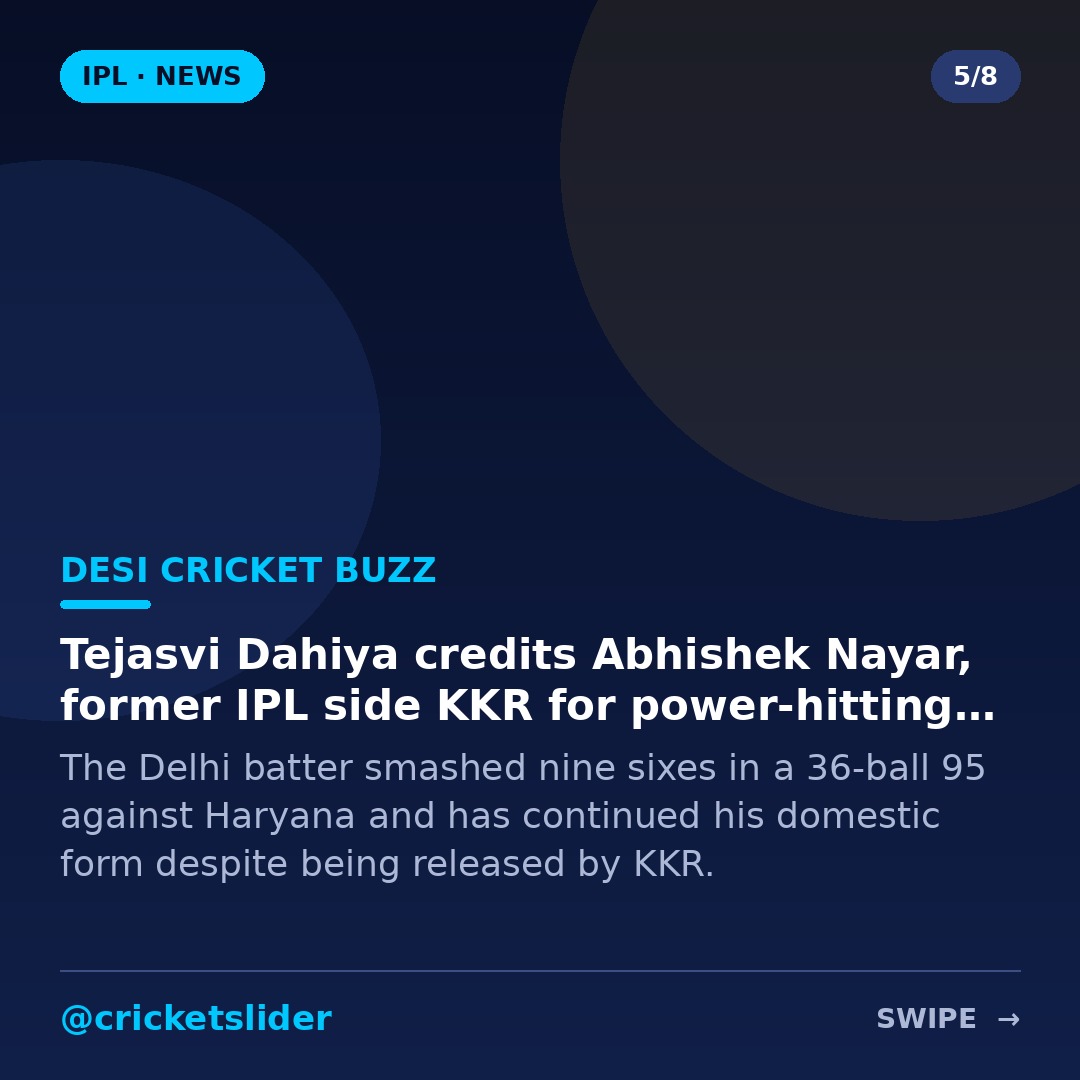 IPL · NEWS
5/8
DESI CRICKET BUZZ
Tejasvi Dahiya credits Abhishek Nayar,
former IPL side KKR for power-hitting…
The Delhi batter smashed nine sixes in a 36-ball 95
against Haryana and has continued his domestic
form despite being released by KKR.
@cricketslider
SWIPE →